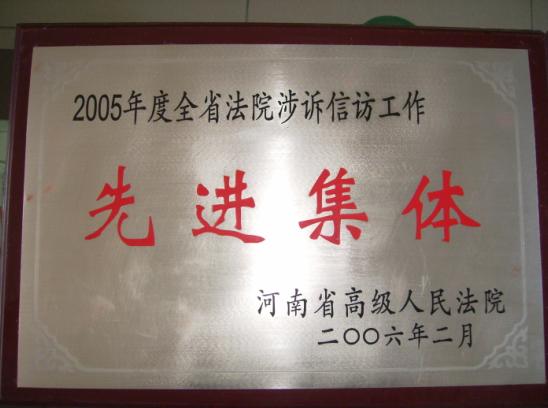 2005年度全省法院涉诉信访工作
先进集体
河南省高级人民法院
二〇〇六年二月